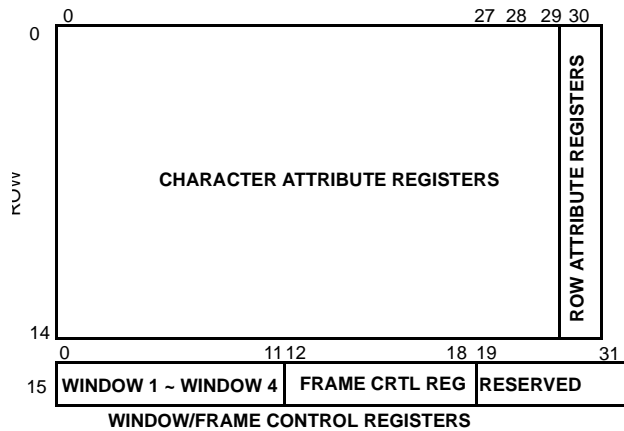 0 27 28 29 30
0
ROW
CHARACTER ATTRIBUTE REGISTERS
ROW ATTRIBUTE REGISTERS
14
0 11 12 18 19 31
15 WINDOW 1 ~ WINDOW 4 FRAME CRTL REG RESERVED
WINDOW/FRAME CONTROL REGISTERS